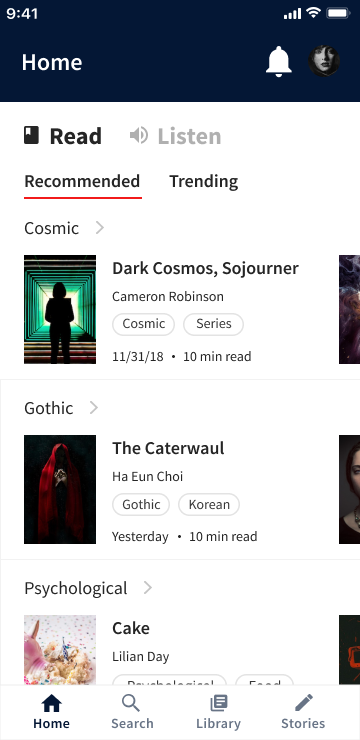 9:41
Home
Read Listen
Recommended Trending
Cosmic
Dark Cosmos, Sojourner
Cameron Robinson
Cosmic Series
11/31/18 • 10 min read
Gothic
The Caterwaul
Ha Eun Choi
Gothic Korean
Yesterday • 10 min read
Psychological
Cake
Lilian Day
Psychological Food
Home Search Library Stories